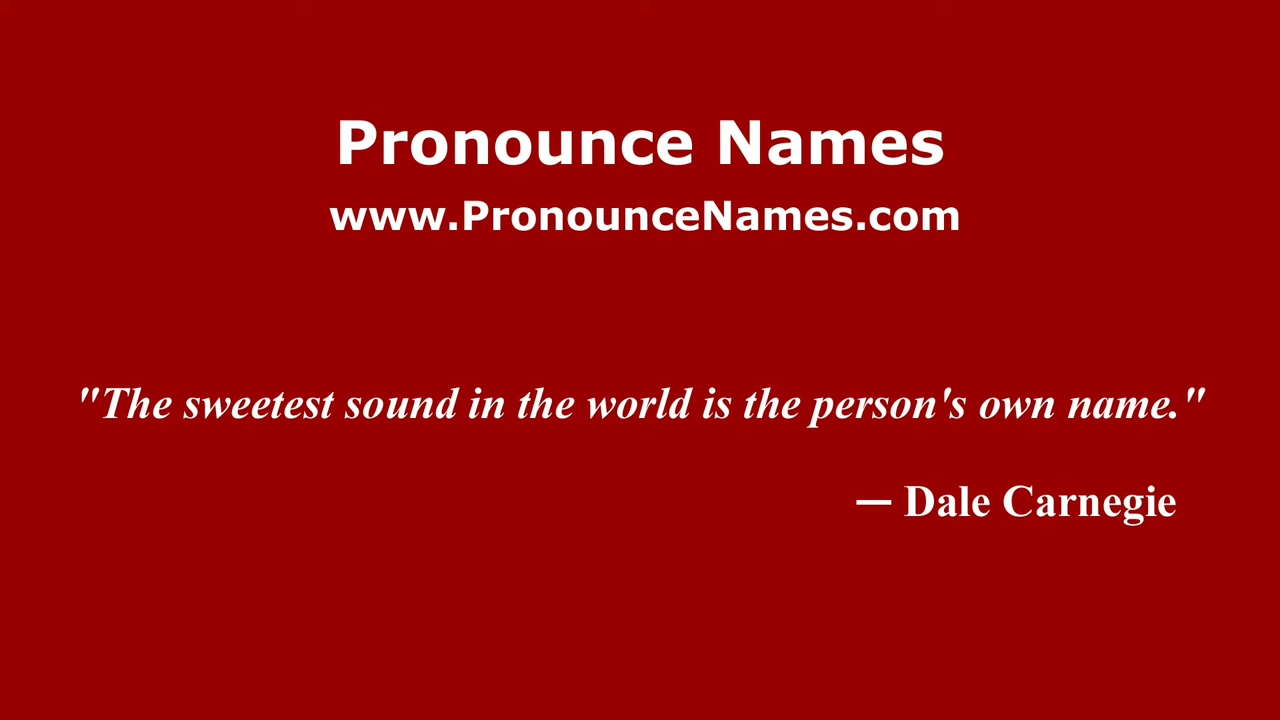 Pronounce Names
www.PronounceNames.com
"The sweetest sound in the world is the person's own name."
— Dale Carnegie